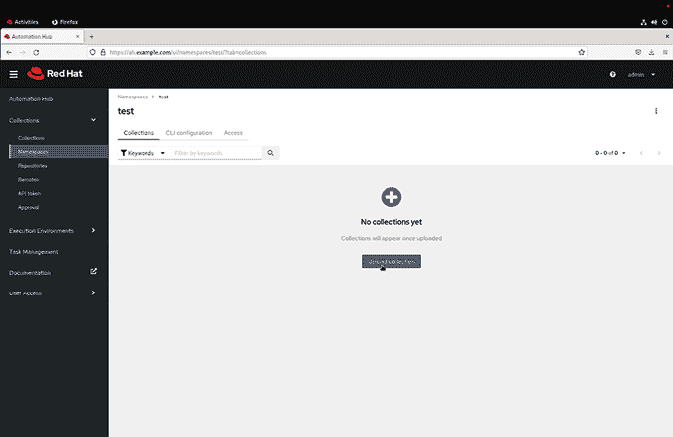 Activities
Firefox
Automation Hub
https://ah.example.com/ui/namespaces/test/?tab=collections
Red Hat
admin
Automation Hub
Collections
Collections
Namespaces
Repositories
Remotes
API token
Approval
Execution Environments
Task Management
Documentation
User Access
Namespaces
test
test
Collections
CLI configuration
Access
Keywords
Filter by keywords
0 - 0 of 0
No collections yet
Collections will appear once uploaded
Upload collection